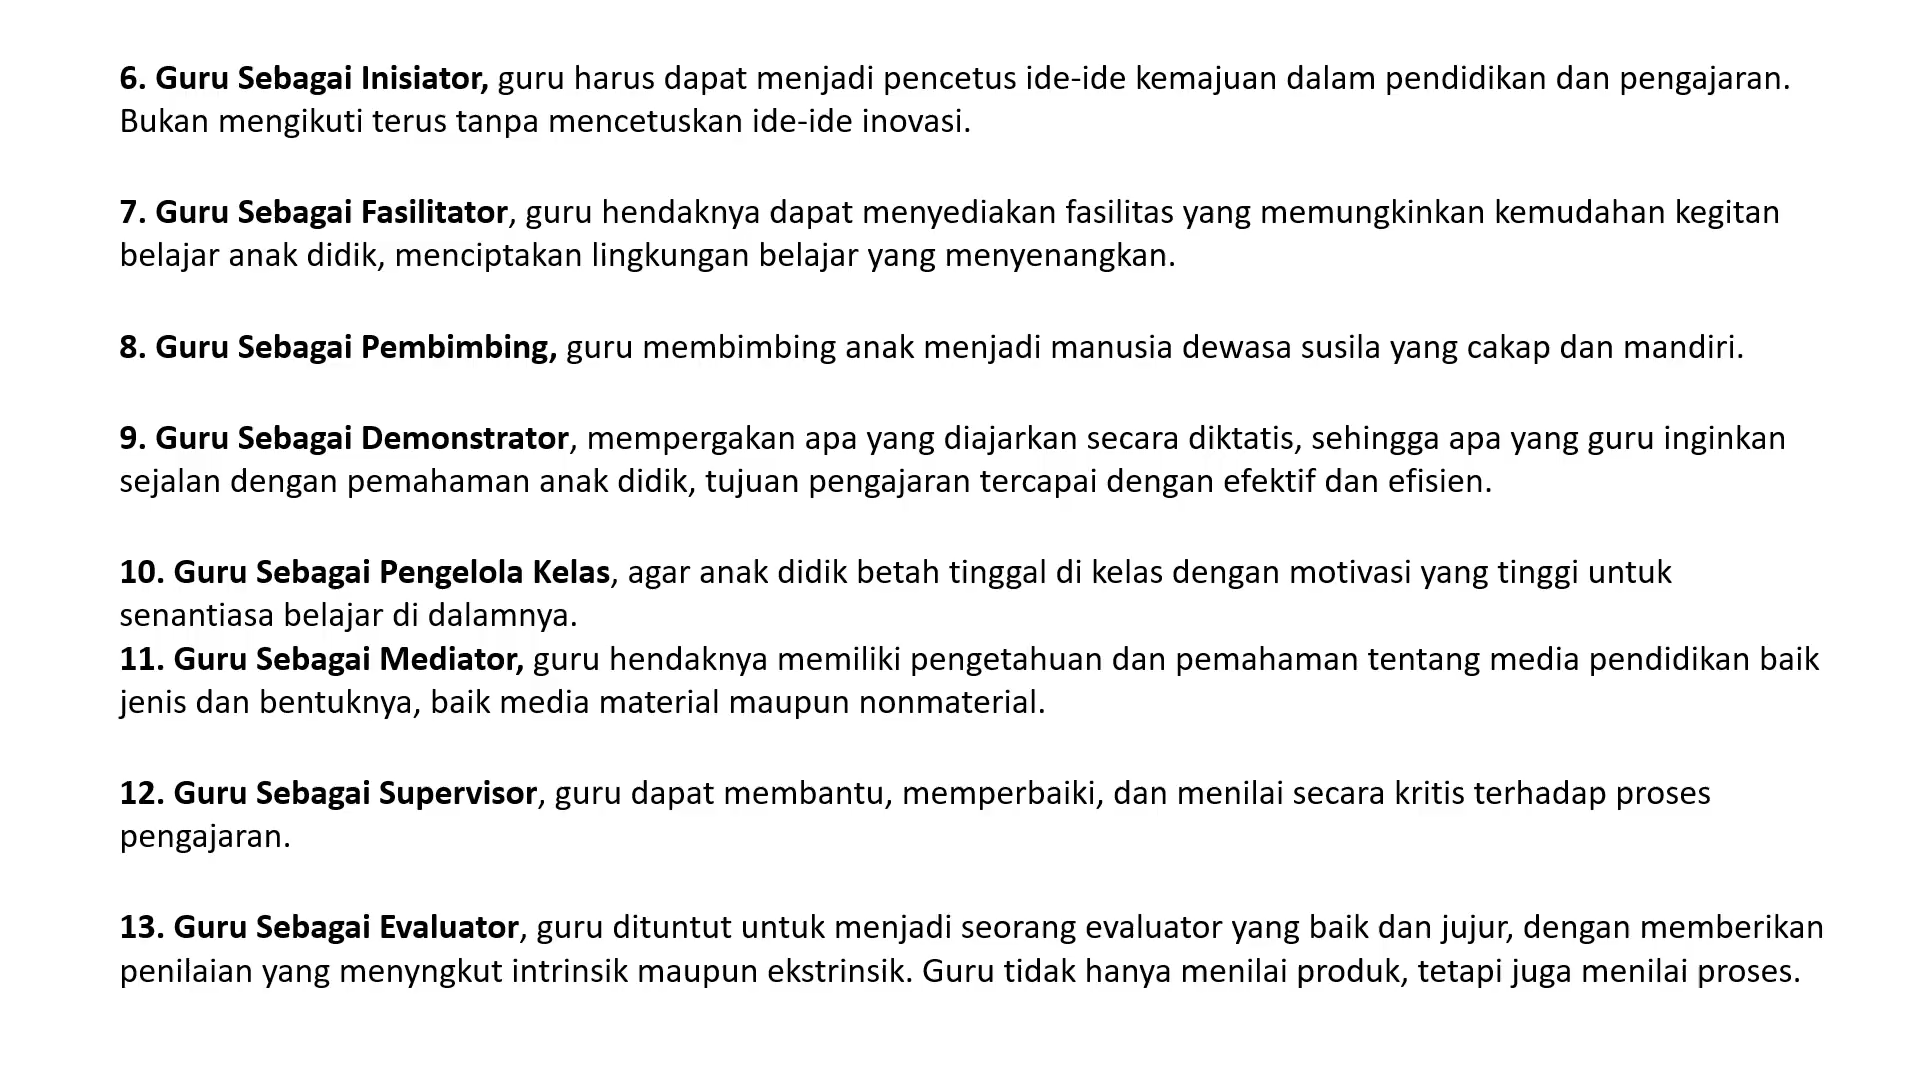 6. Guru Sebagai Inisiator, guru harus dapat menjadi pencetus ide-ide kemajuan dalam pendidikan dan pengajaran.
Bukan mengikuti terus tanpa mencetuskan ide-ide inovasi.
7. Guru Sebagai Fasilitator, guru hendaknya dapat menyediakan fasilitas yang memungkinkan kemudahan kegitan
belajar anak didik, menciptakan lingkungan belajar yang menyenangkan.
8. Guru Sebagai Pembimbing, guru membimbing anak menjadi manusia dewasa susila yang cakap dan mandiri.
9. Guru Sebagai Demonstrator, mempergakan apa yang diajarkan secara diktatis, sehingga apa yang guru inginkan
sejalan dengan pemahaman anak didik, tujuan pengajaran tercapai dengan efektif dan efisien.
10. Guru Sebagai Pengelola Kelas, agar anak didik betah tinggal di kelas dengan motivasi yang tinggi untuk
senantiasa belajar di dalamnya.
11. Guru Sebagai Mediator, guru hendaknya memiliki pengetahuan dan pemahaman tentang media pendidikan baik
jenis dan bentuknya, baik media material maupun nonmaterial.
12. Guru Sebagai Supervisor, guru dapat membantu, memperbaiki, dan menilai secara kritis terhadap proses
pengajaran.
13. Guru Sebagai Evaluator, guru dituntut untuk menjadi seorang evaluator yang baik dan jujur, dengan memberikan
penilaian yang menyngkut intrinsik maupun ekstrinsik. Guru tidak hanya menilai produk, tetapi juga menilai proses.